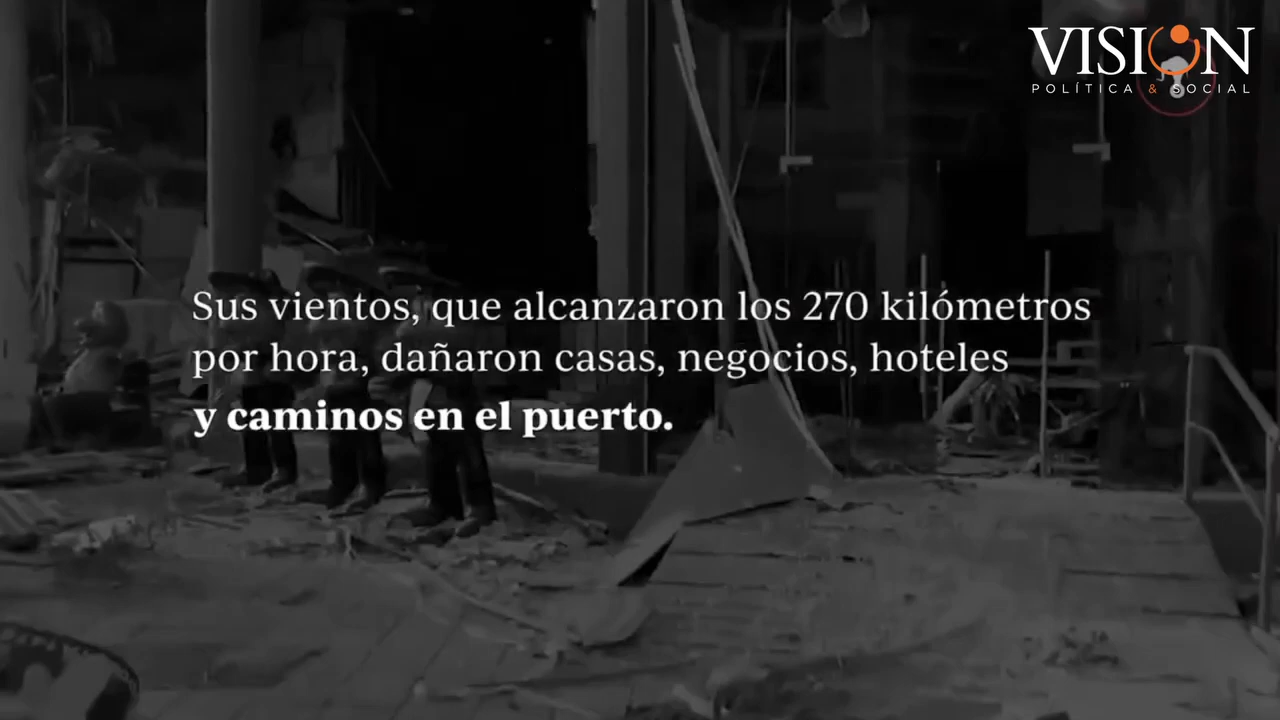 VISION
POLÍTICA & SOCIAL
Sus vientos, que alcanzaron los 270 kilómetros
por hora, dañaron casas, negocios, hoteles
y caminos en el puerto.